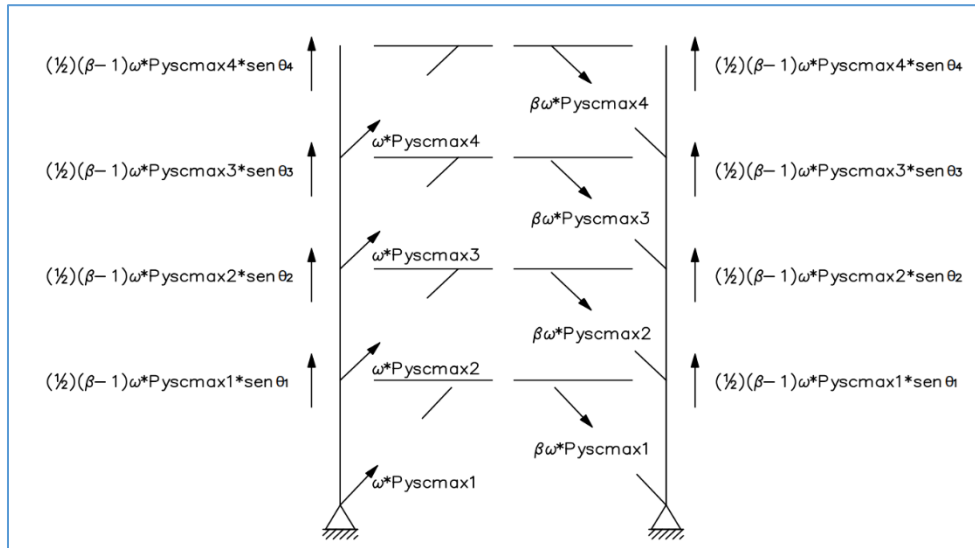 (½)(β−1)ω*Pyscmax4*sen θ₄
(½)(β−1)ω*Pyscmax4*sen θ₄
βω*Pyscmax4
ω*Pyscmax4
(½)(β−1)ω*Pyscmax3*sen θ₃
(½)(β−1)ω*Pyscmax3*sen θ₃
βω*Pyscmax3
ω*Pyscmax3
(½)(β−1)ω*Pyscmax2*sen θ₂
(½)(β−1)ω*Pyscmax2*sen θ₂
βω*Pyscmax2
ω*Pyscmax2
(½)(β−1)ω*Pyscmax1*sen θ₁
(½)(β−1)ω*Pyscmax1*sen θ₁
βω*Pyscmax1
ω*Pyscmax1